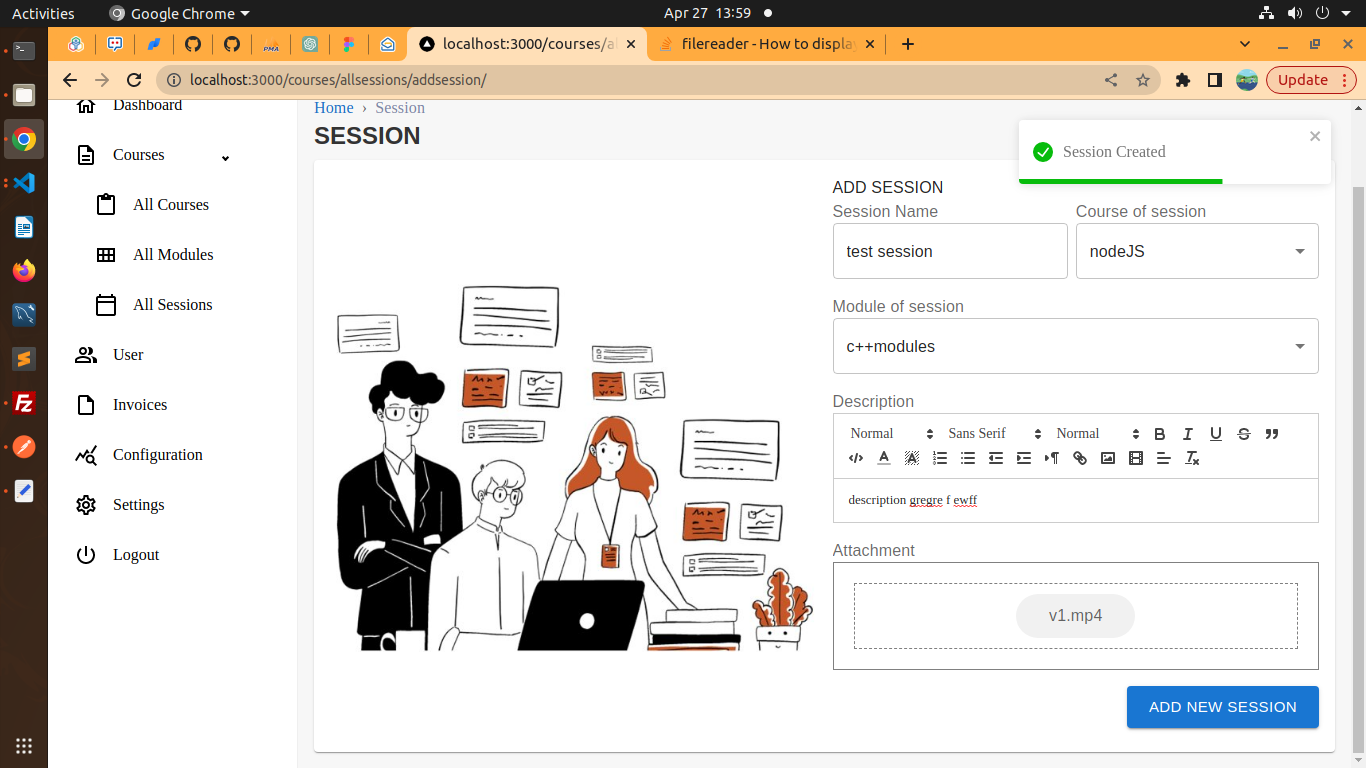 Activities
Google Chrome
Apr 27 13:59
localhost:3000/courses/al
filereader - How to display
localhost:3000/courses/allsessions/addsession/
Update
Dashboard
Courses
All Courses
All Modules
All Sessions
User
Invoices
Configuration
Settings
Logout
Home › Session
SESSION
Session Created
ADD SESSION
Session Name
Course of session
test session
nodeJS
Module of session
c++modules
Description
Normal
Sans Serif
Normal
description gregre f ewff
Attachment
v1.mp4
ADD NEW SESSION